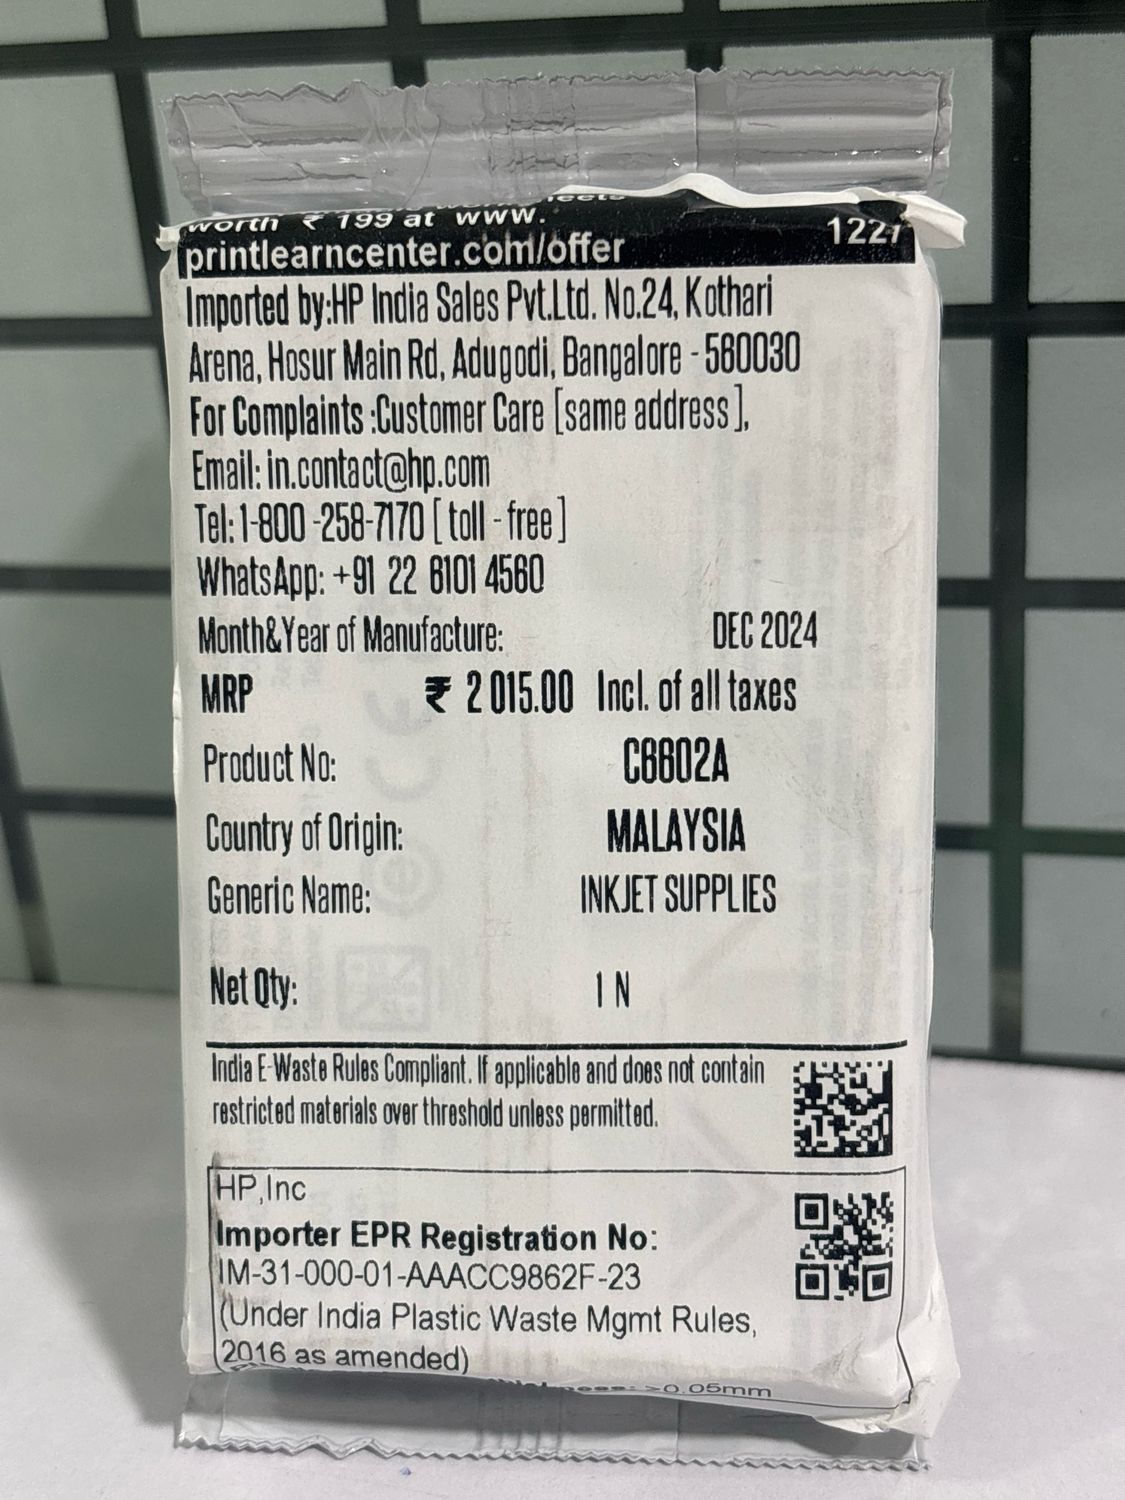 worth ₹ 199 at www.
printlearncenter.com/offer
1227
Imported by:HP India Sales Pvt.Ltd. No.24, Kothari
Arena, Hosur Main Rd, Adugodi, Bangalore - 560030
For Complaints :Customer Care [same address],
Email: in.contact@hp.com
Tel: 1-800 -258-7170 [ toll - free ]
WhatsApp: +91 22 6101 4560
Month&Year of Manufacture: DEC 2024
MRP ₹ 2 015.00 Incl. of all taxes
Product No: C6602A
Country of Origin: MALAYSIA
Generic Name: INKJET SUPPLIES
Net Qty: 1 N
India E-Waste Rules Compliant. If applicable and does not contain
restricted materials over threshold unless permitted.
HP,Inc
Importer EPR Registration No:
IM-31-000-01-AAACC9862F-23
(Under India Plastic Waste Mgmt Rules,
2016 as amended)
>0.05mm